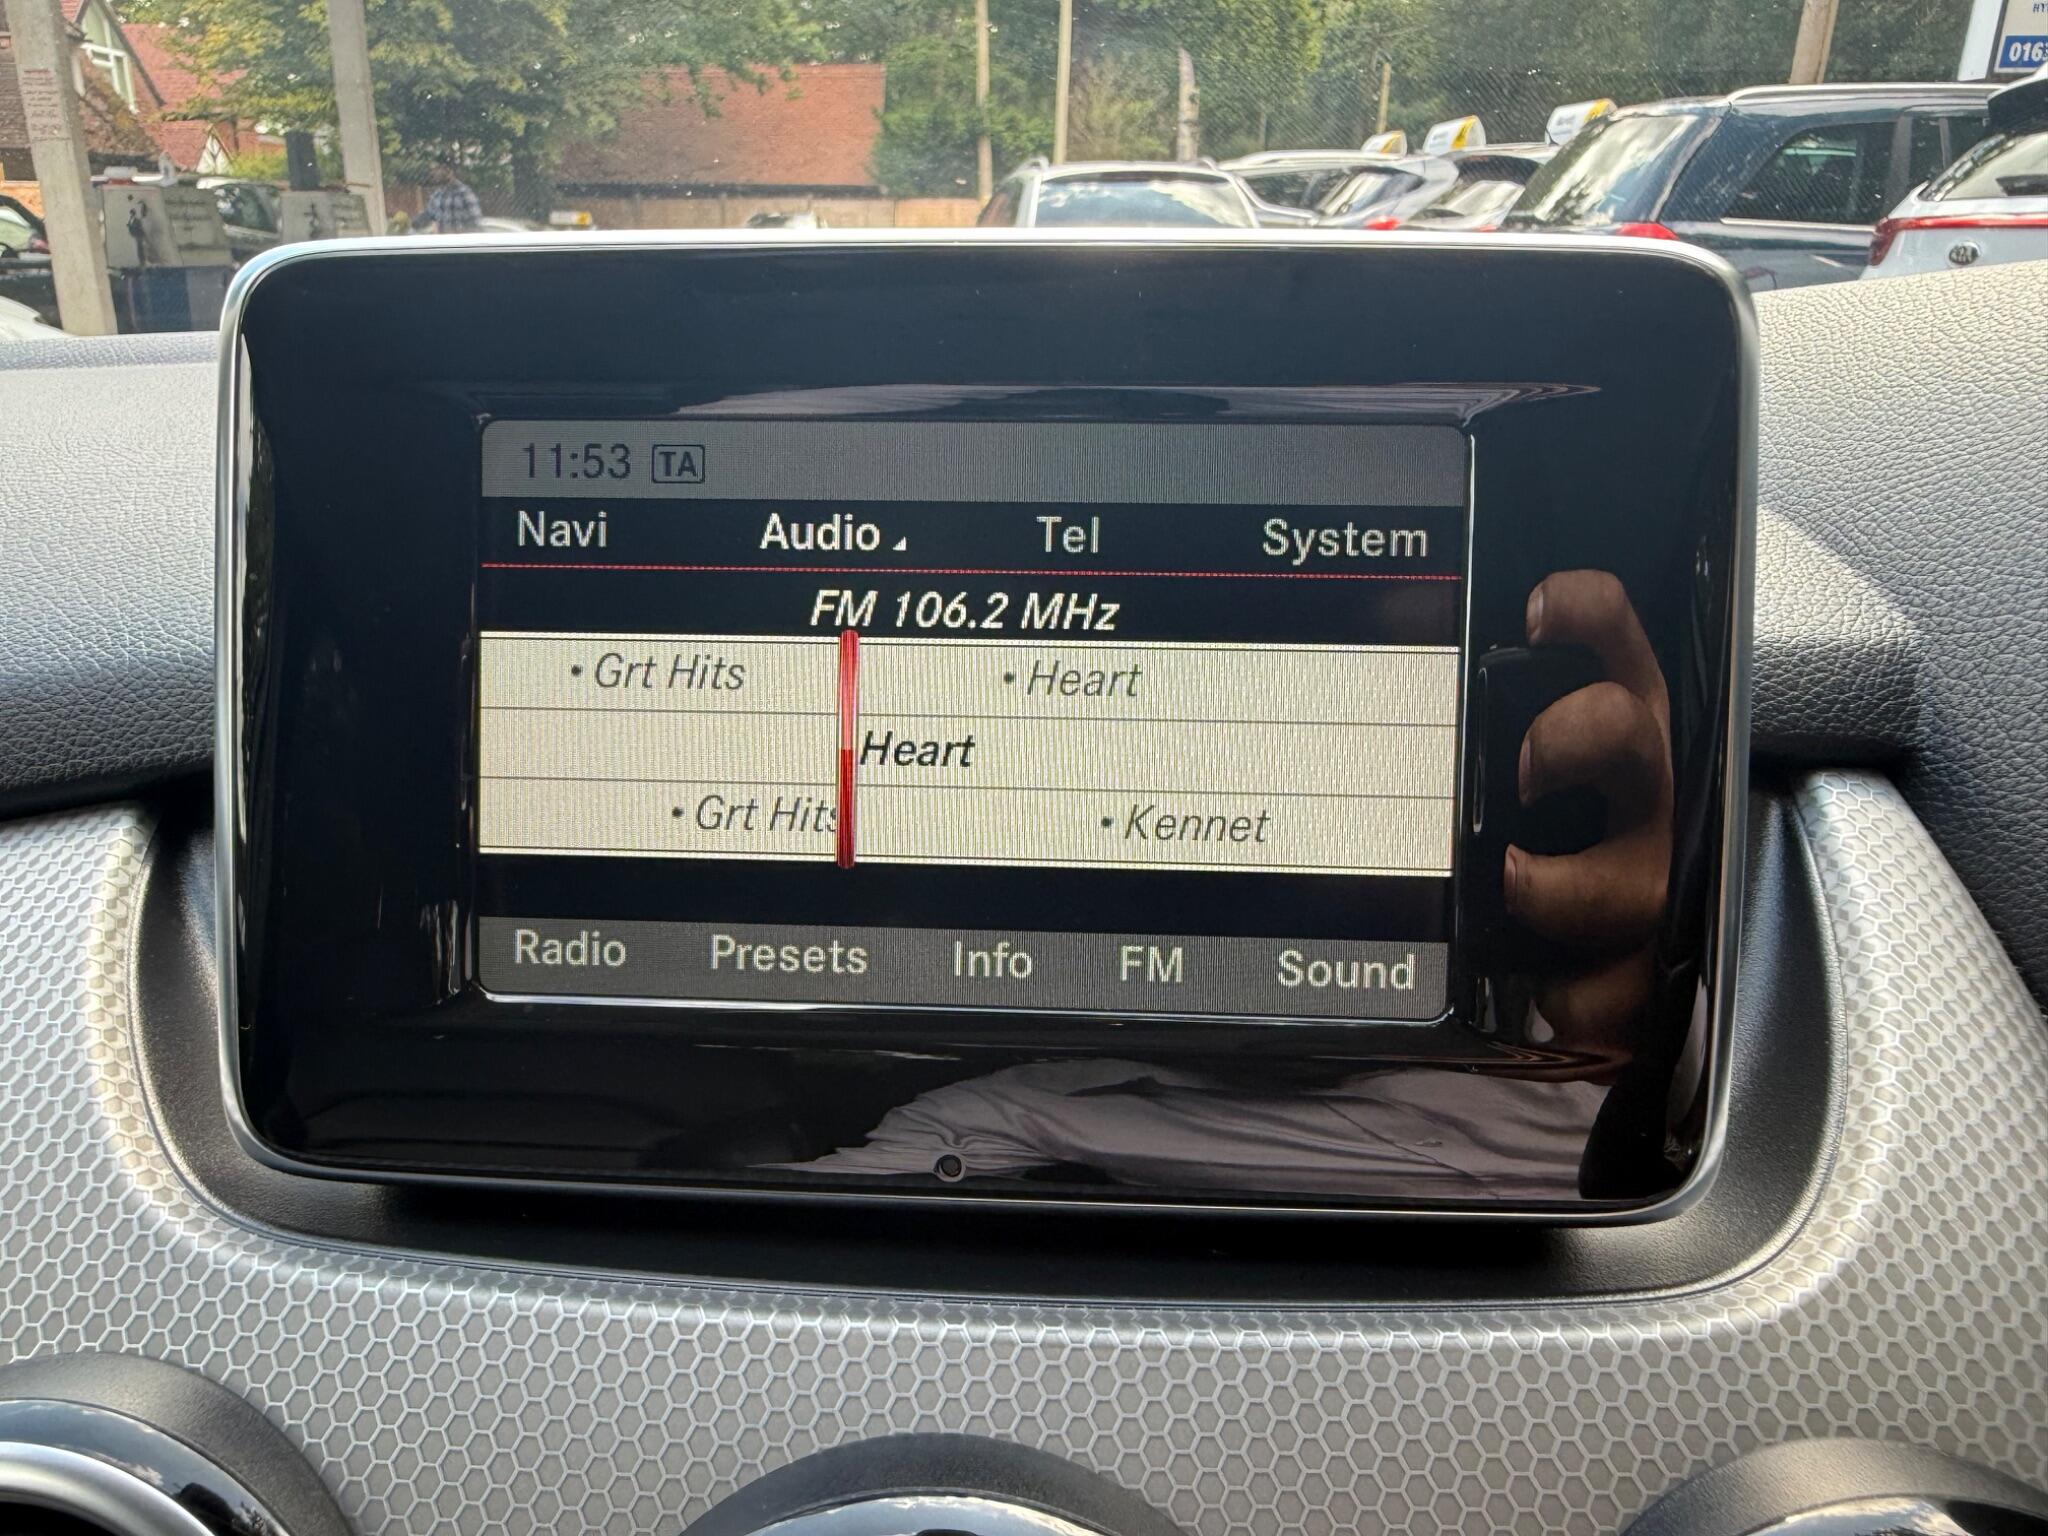 016
11:53 TA
Navi Audio Tel System
FM 106.2 MHz
• Grt Hits • Heart
Heart
• Grt Hits • Kennet
Radio Presets Info FM Sound